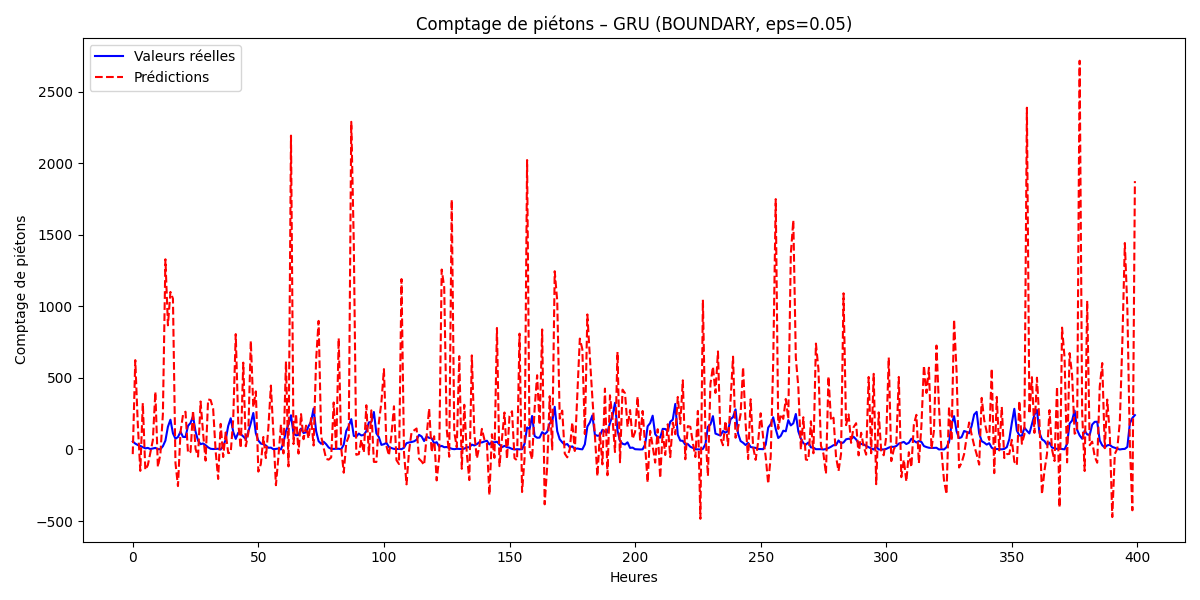 Comptage de piétons – GRU (BOUNDARY, eps=0.05)
Valeurs réelles
Prédictions
Comptage de piétons
2500
2000
1500
1000
500
0
−500
0 50 100 150 200 250 300 350 400
Heures